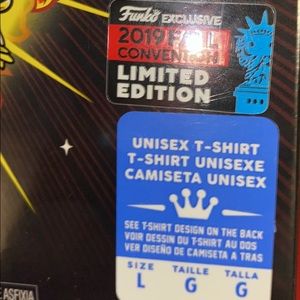 Funko EXCLUSIVE
2019 FALL
CONVENTION
LIMITED
EDITION
UNISEX T-SHIRT
T-SHIRT UNISEXE
CAMISETA UNISEX
SEE T-SHIRT DESIGN ON THE BACK
VOIR DESSIN DU T-SHIRT AU DOS
VER DISEÑO DE CAMISETA A TRAS
SIZE TAILLE TALLA
L G G
ASFIXIA